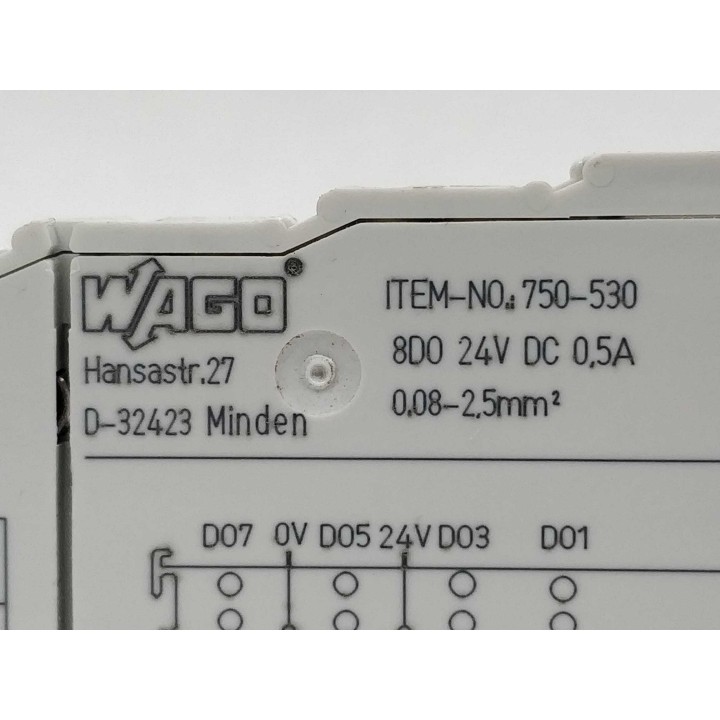 WAGO®
Hansastr.27
D-32423 Minden
ITEM-NO.: 750-530
8DO 24V DC 0,5A
0,08-2,5mm²
DO7 0V DO5 24V DO3 DO1